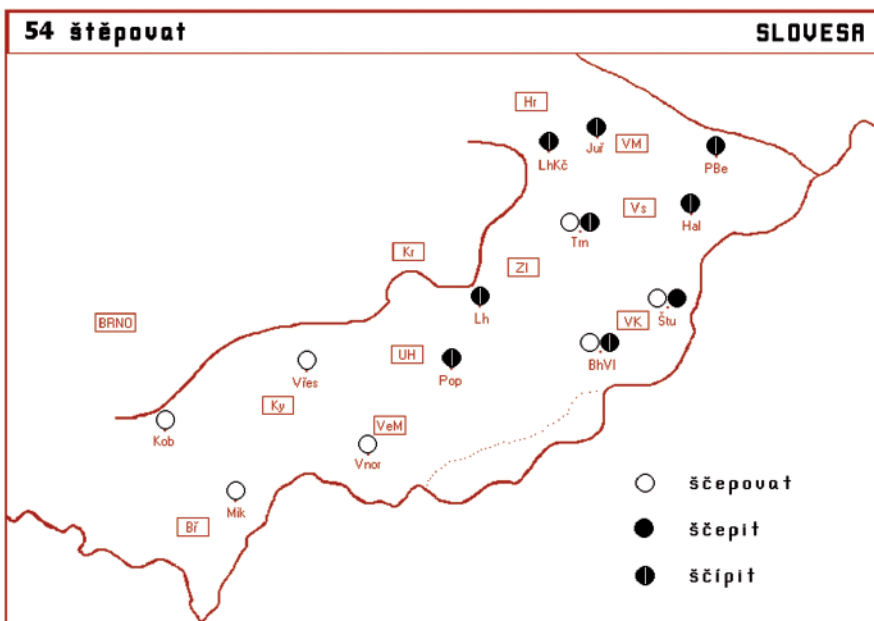 54 štěpovat SLOVESA
Hr
Juř VM
LhKč PBe
Vs
Hal
Trn
Kr
Zl
BRNO
Lh
VK Štu
UH BhVl
Vřes Pop
Ky
VeM
Kob
Vnor
ščepovat
Mik
Bř
ščepit
ščípit